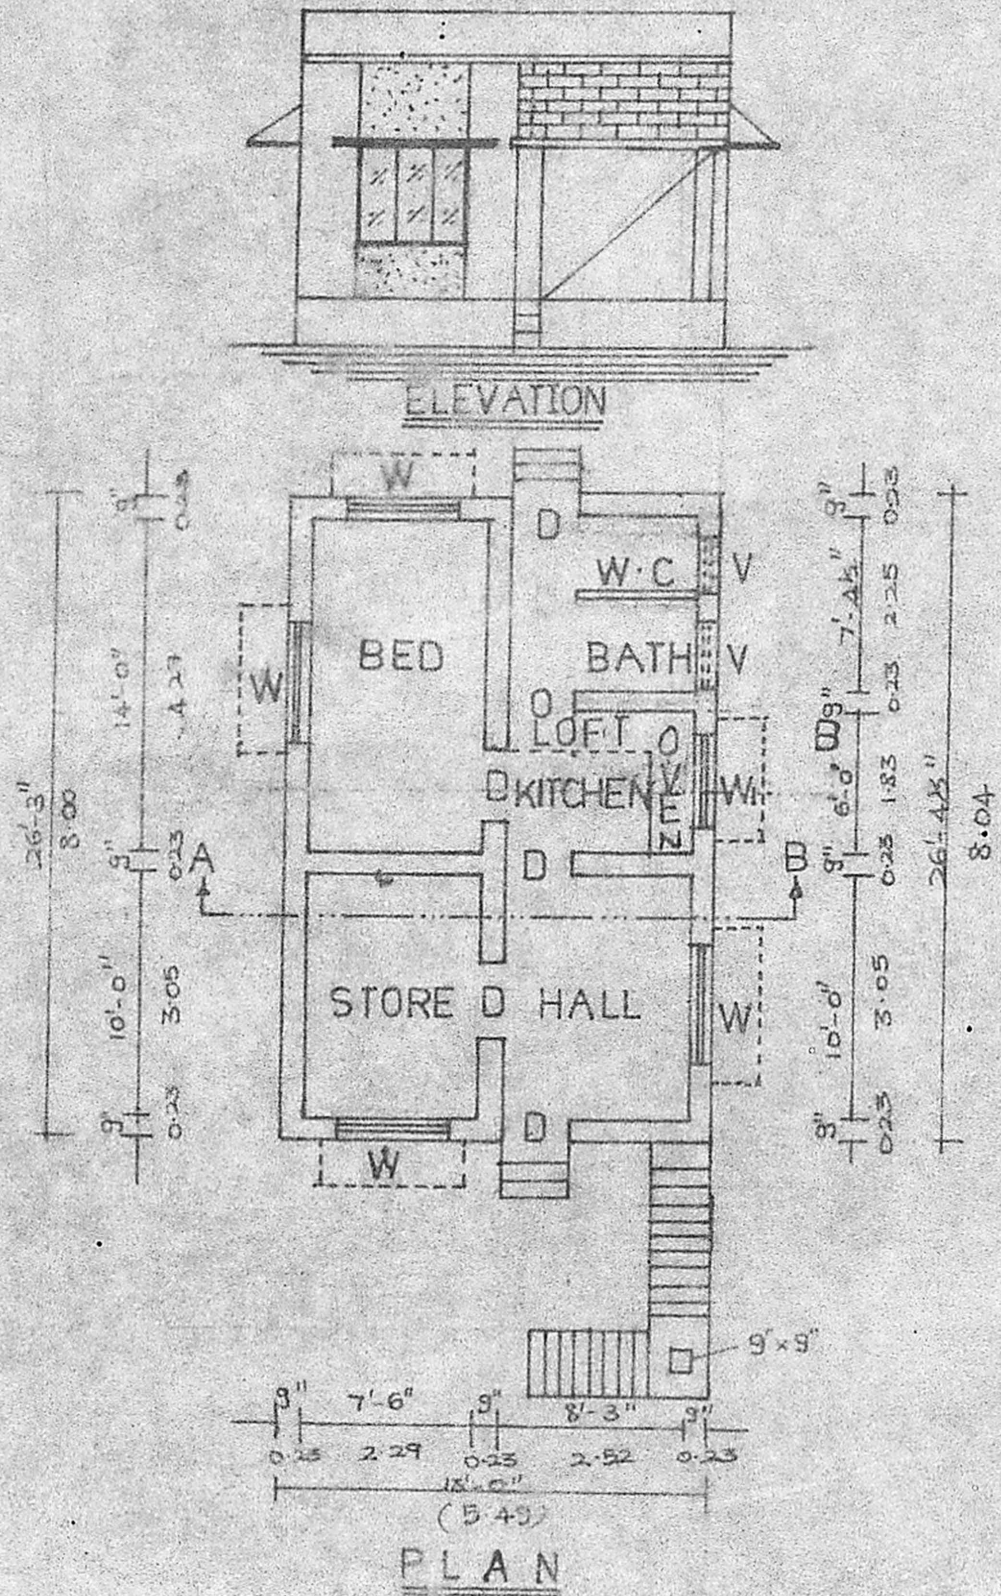 ELEVATION
W
D
W·C
V
BED
BATH
V
W
O
LOFT
D
KITCHEN
OVEN
W1
A
D
B
B
STORE
D
HALL
W
D
W
9"
0.23
14'-0"
4.27
9"
0.23
10'-0"
3.05
9"
0.23
26'-3"
8.00
9"
0.23
7'-4½"
2.25
9"
0.23
6'-0"
1.83
9"
0.23
10'-0"
3.05
9"
0.23
26'-4½"
8.04
9"×9"
9" 7'-6" 9" 8'-3" 9"
0.23 2.29 0.23 2.52 0.23
18'-0"
(5.49)
PLAN